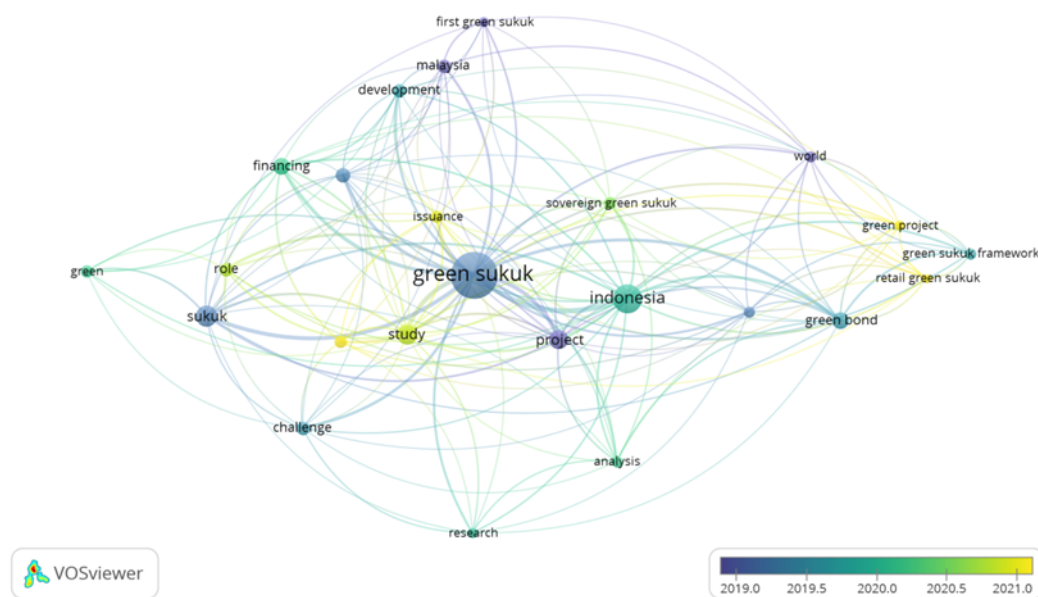 first green sukuk
malaysia
development
world
financing
issuance
sovereign green sukuk
green project
green sukuk framework
green
role
green sukuk
retail green sukuk
indonesia
sukuk
green bond
study
project
challenge
analysis
research
VOSviewer
2019.0 2019.5 2020.0 2020.5 2021.0